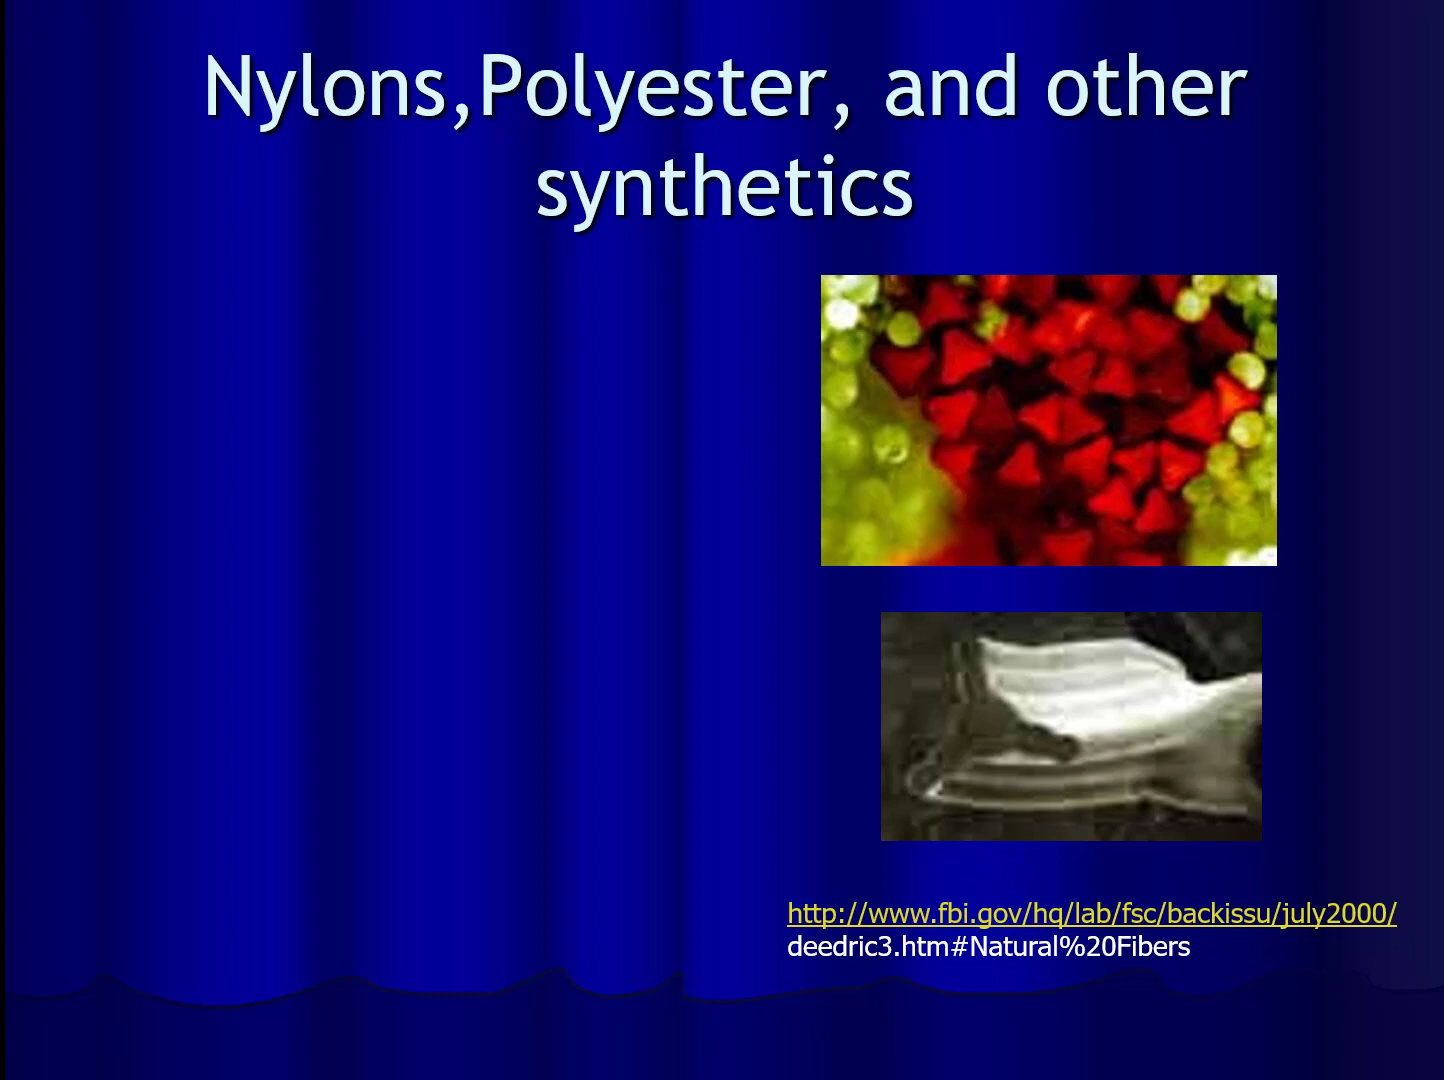 Nylons,Polyester, and other
synthetics
http://www.fbi.gov/hq/lab/fsc/backissu/july2000/
deedric3.htm#Natural%20Fibers